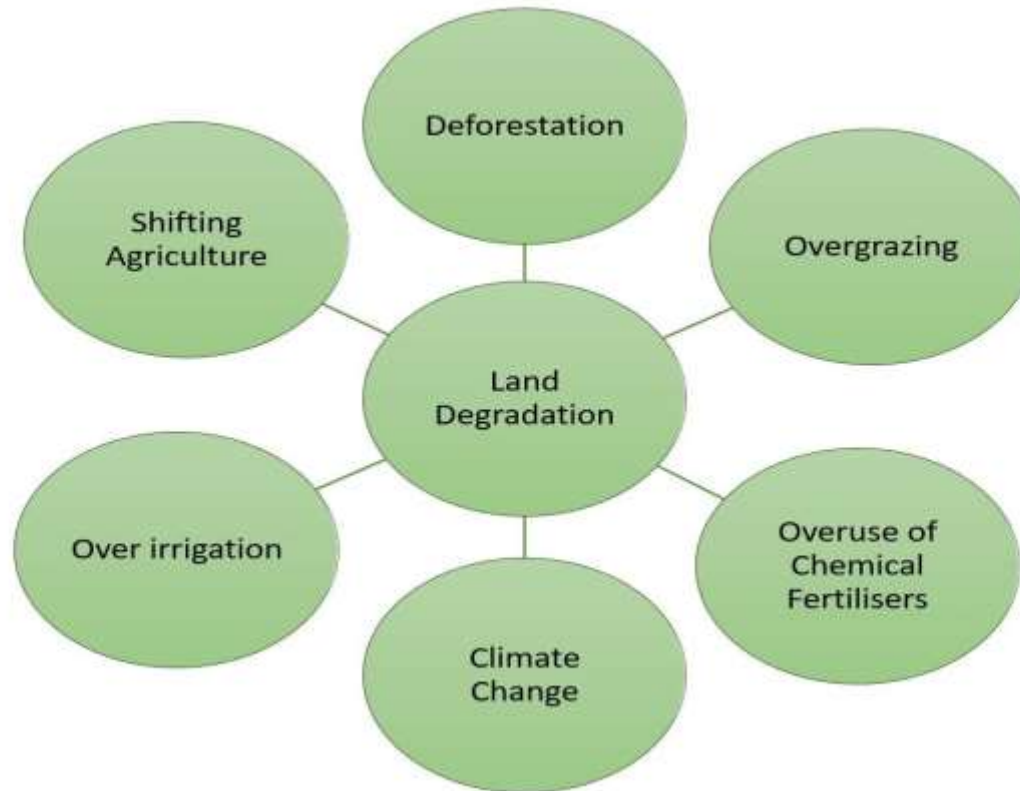 Deforestation
Shifting
Agriculture
Overgrazing
Land
Degradation
Over irrigation
Overuse of
Chemical
Fertilisers
Climate
Change